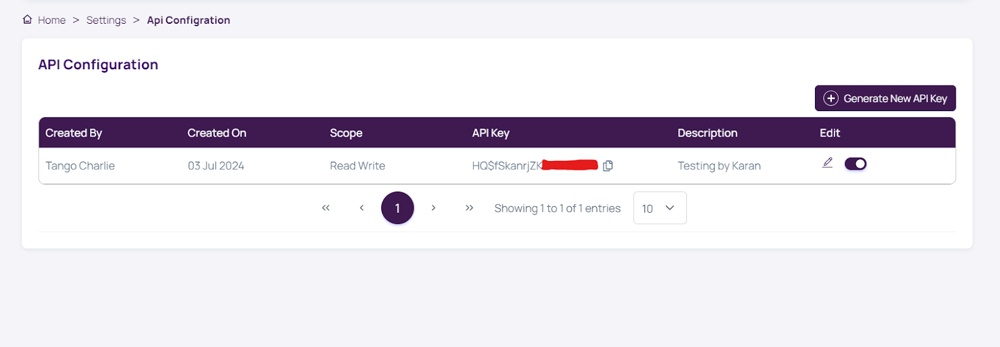 Home > Settings > Api Configration
API Configuration
Generate New API Key
Created By Created On Scope API Key Description Edit
Tango Charlie 03 Jul 2024 Read Write HQ$fSkanrjZK Testing by Karan
« ‹ 1 › » Showing 1 to 1 of 1 entries 10